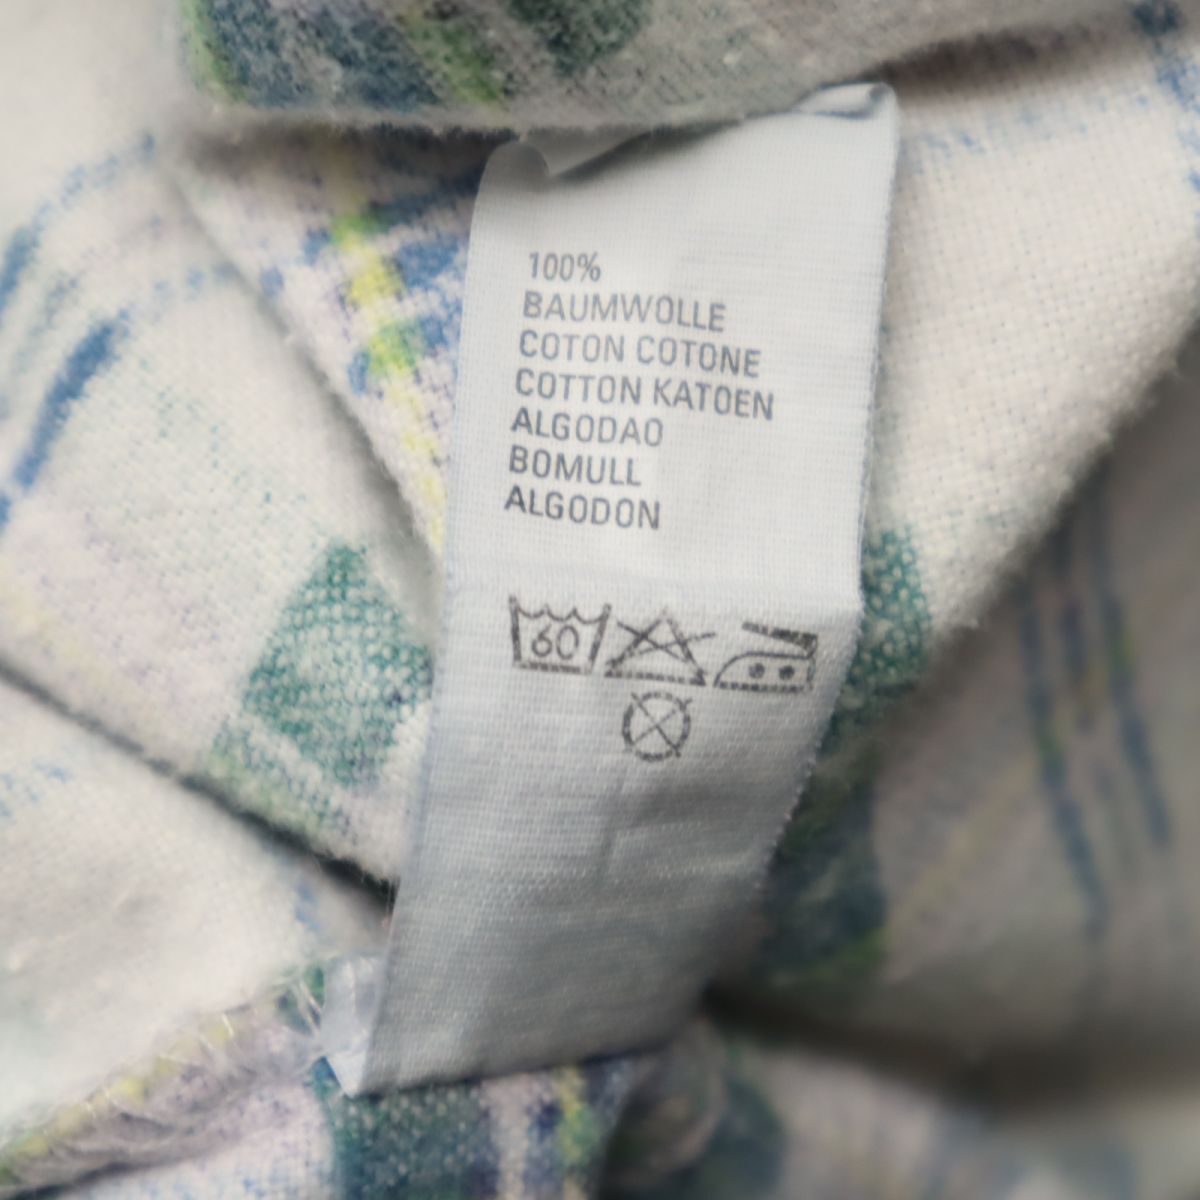 100%
BAUMWOLLE
COTON COTONE
COTTON KATOEN
ALGODAO
BOMULL
ALGODON
60